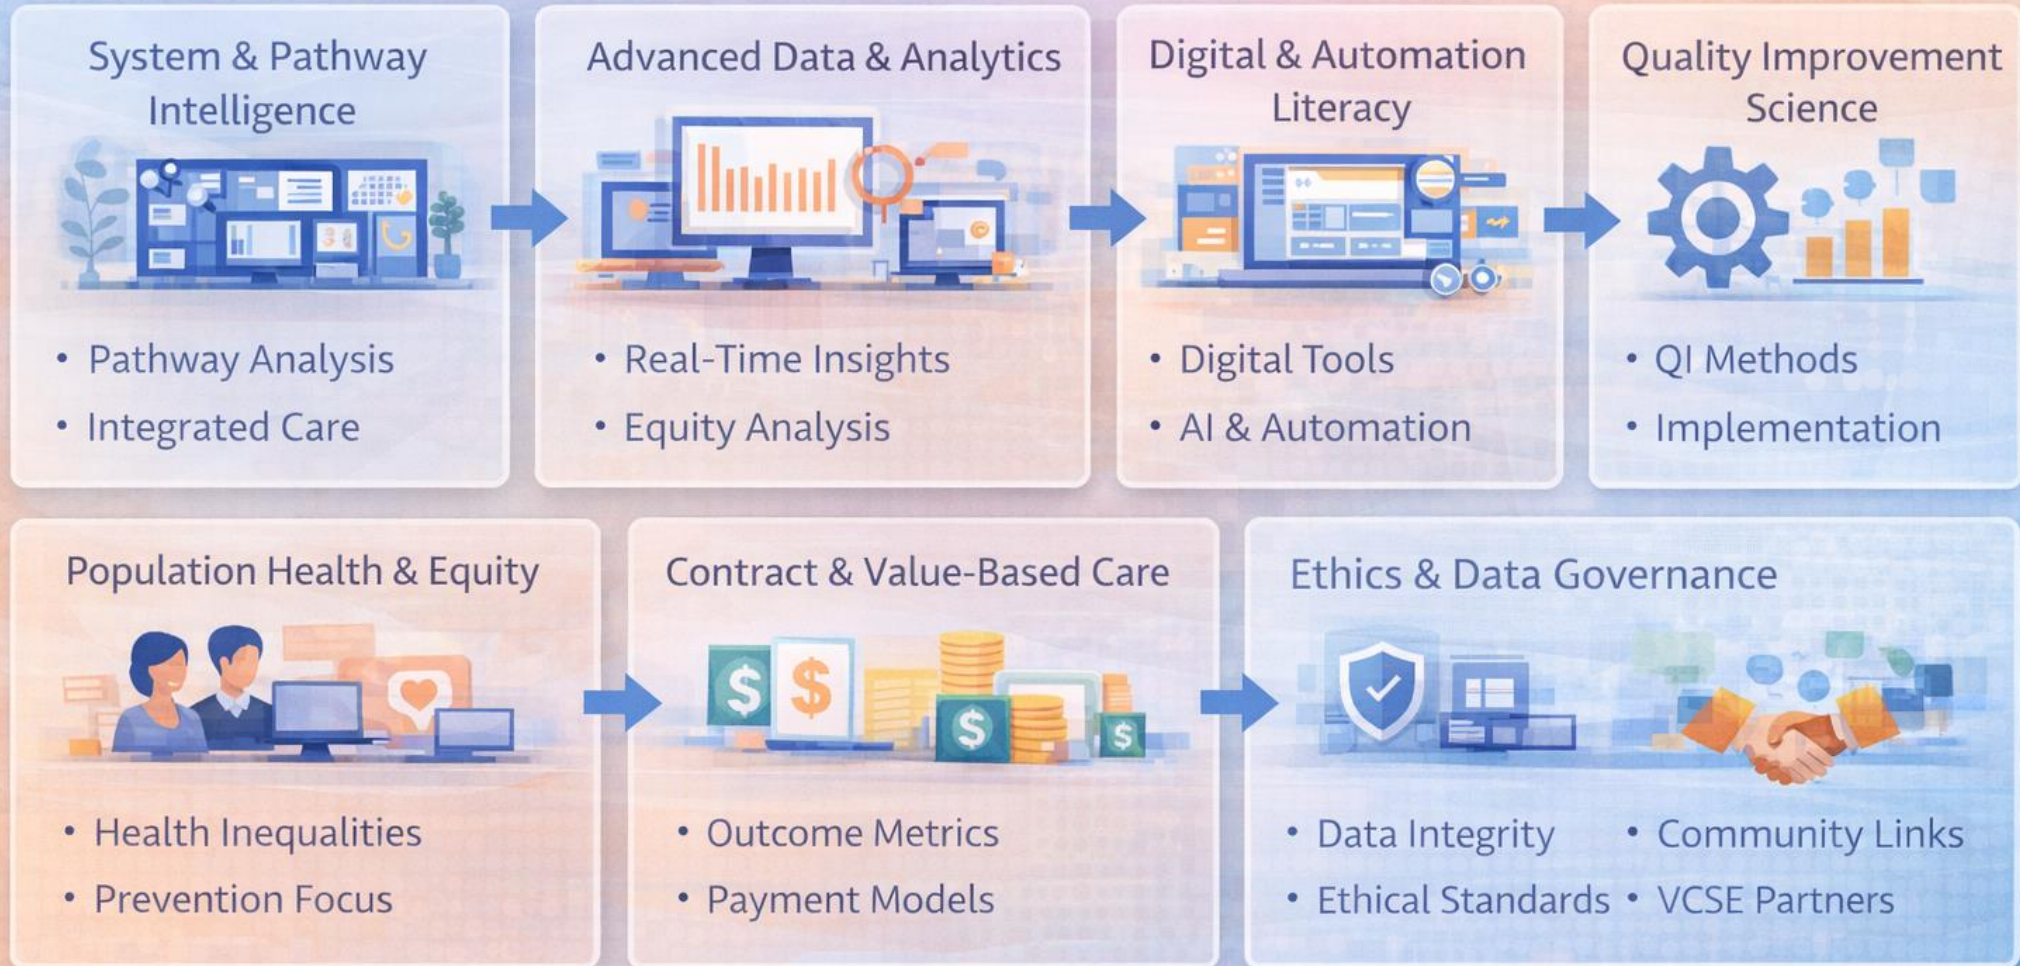 System & Pathway
Intelligence
• Pathway Analysis
• Integrated Care
Advanced Data & Analytics
• Real-Time Insights
• Equity Analysis
Digital & Automation
Literacy
• Digital Tools
• AI & Automation
Quality Improvement
Science
• QI Methods
• Implementation
Population Health & Equity
• Health Inequalities
• Prevention Focus
Contract & Value-Based Care
$ $ $ $
• Outcome Metrics
• Payment Models
Ethics & Data Governance
• Data Integrity
• Ethical Standards
• Community Links
• VCSE Partners